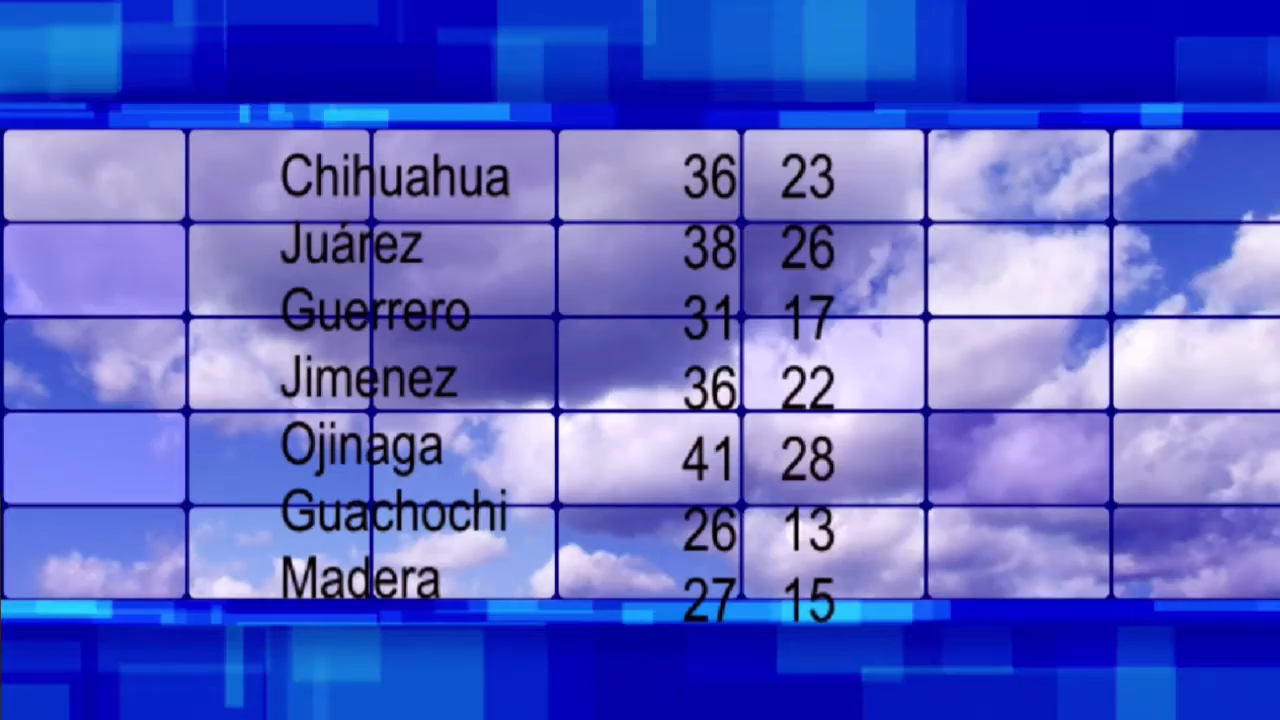 Chihuahua 36 23
Juárez 38 26
Guerrero 31 17
Jimenez 36 22
Ojinaga 41 28
Guachochi 26 13
Madera 27 15